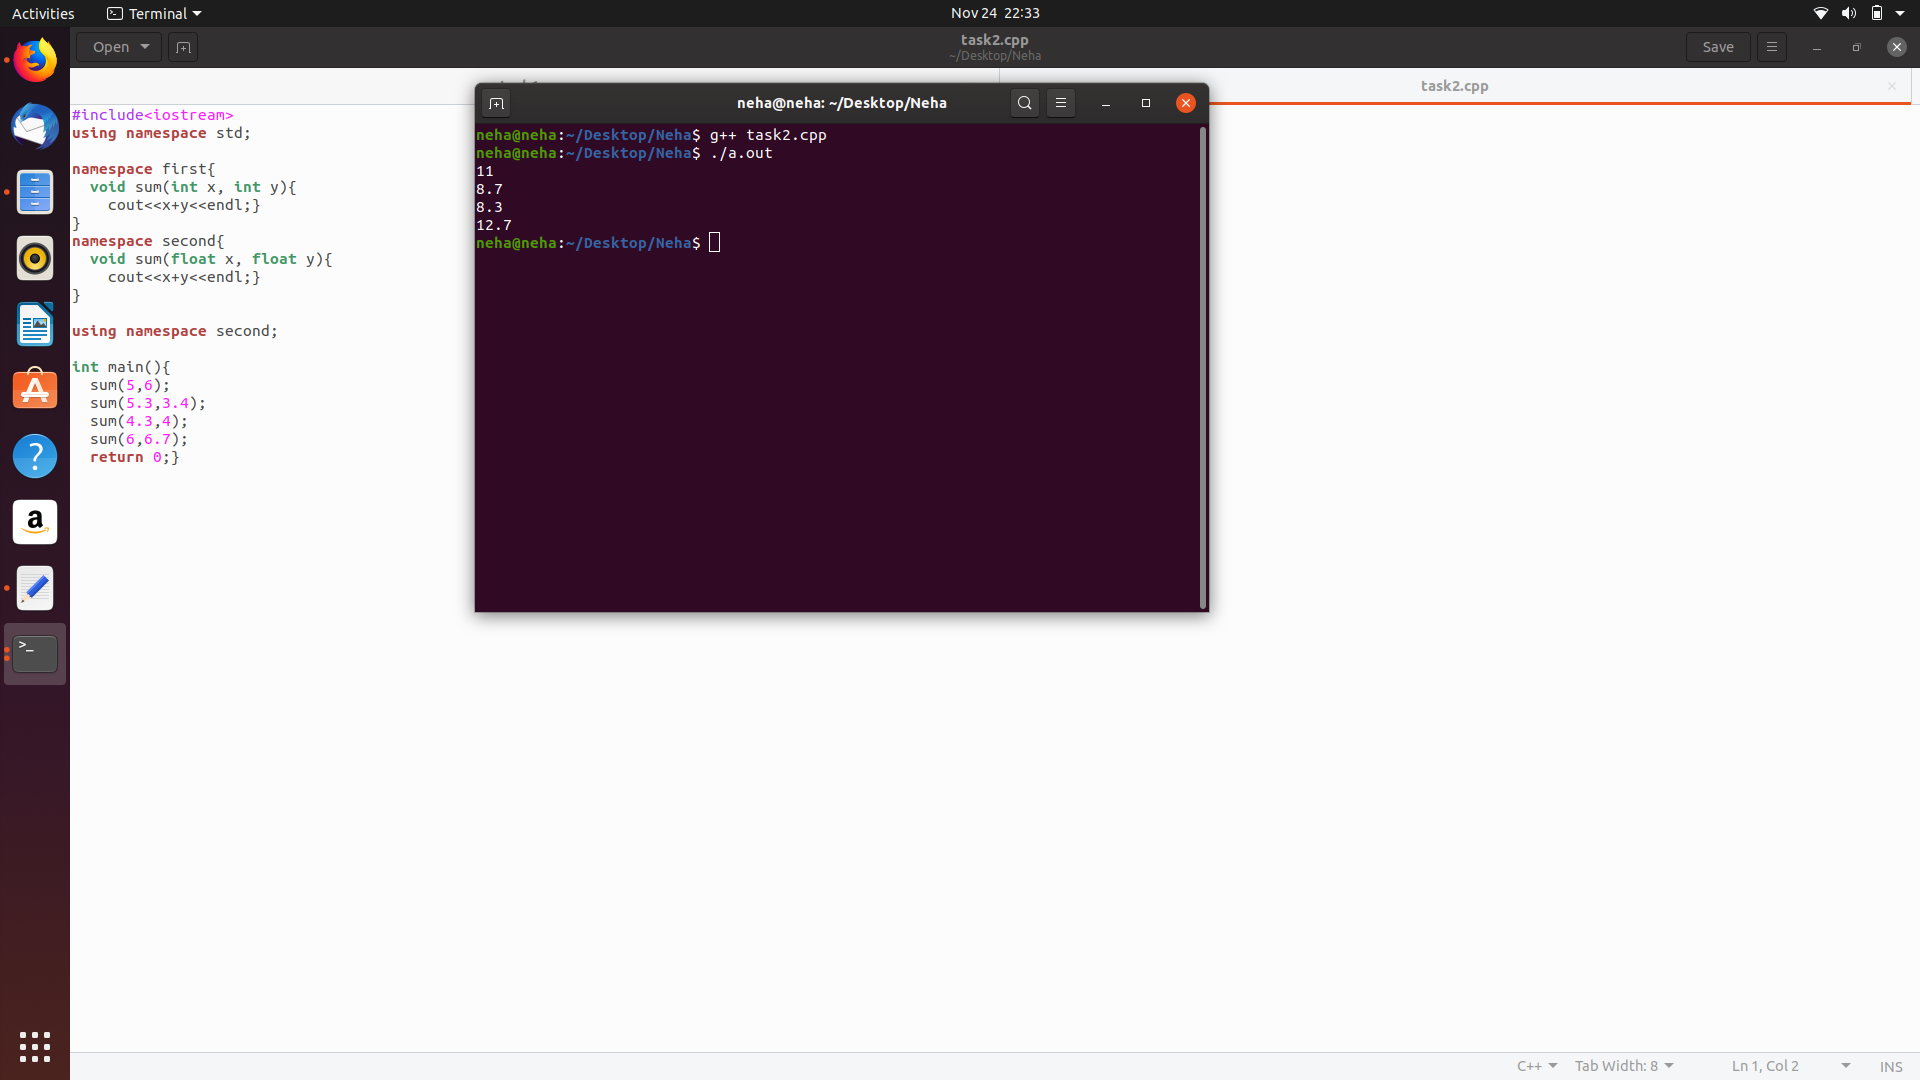 Activities
Terminal
Nov 24 22:33
Open
task2.cpp
~/Desktop/Neha
Save
task2.cpp
#include<iostream>
using namespace std;
namespace first{
void sum(int x, int y){
cout<<x+y<<endl;}
}
namespace second{
void sum(float x, float y){
cout<<x+y<<endl;}
}
using namespace second;
int main(){
sum(5,6);
sum(5.3,3.4);
sum(4.3,4);
sum(6,6.7);
return 0;}
neha@neha: ~/Desktop/Neha
neha@neha:~/Desktop/Neha$ g++ task2.cpp
neha@neha:~/Desktop/Neha$ ./a.out
11
8.7
8.3
12.7
neha@neha:~/Desktop/Neha$
>_
?
a
C++
Tab Width: 8
Ln 1, Col 2
INS